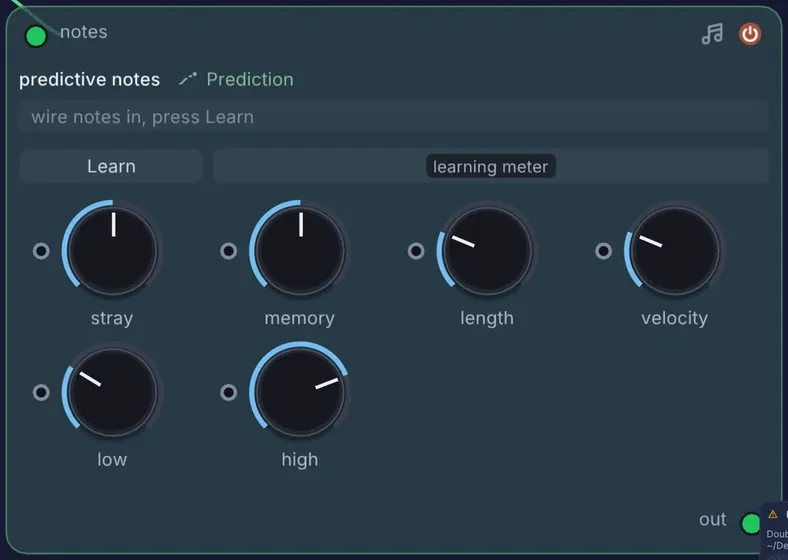 notes
predictive notes Prediction
wire notes in, press Learn
Learn learning meter
stray memory length velocity
low high
out